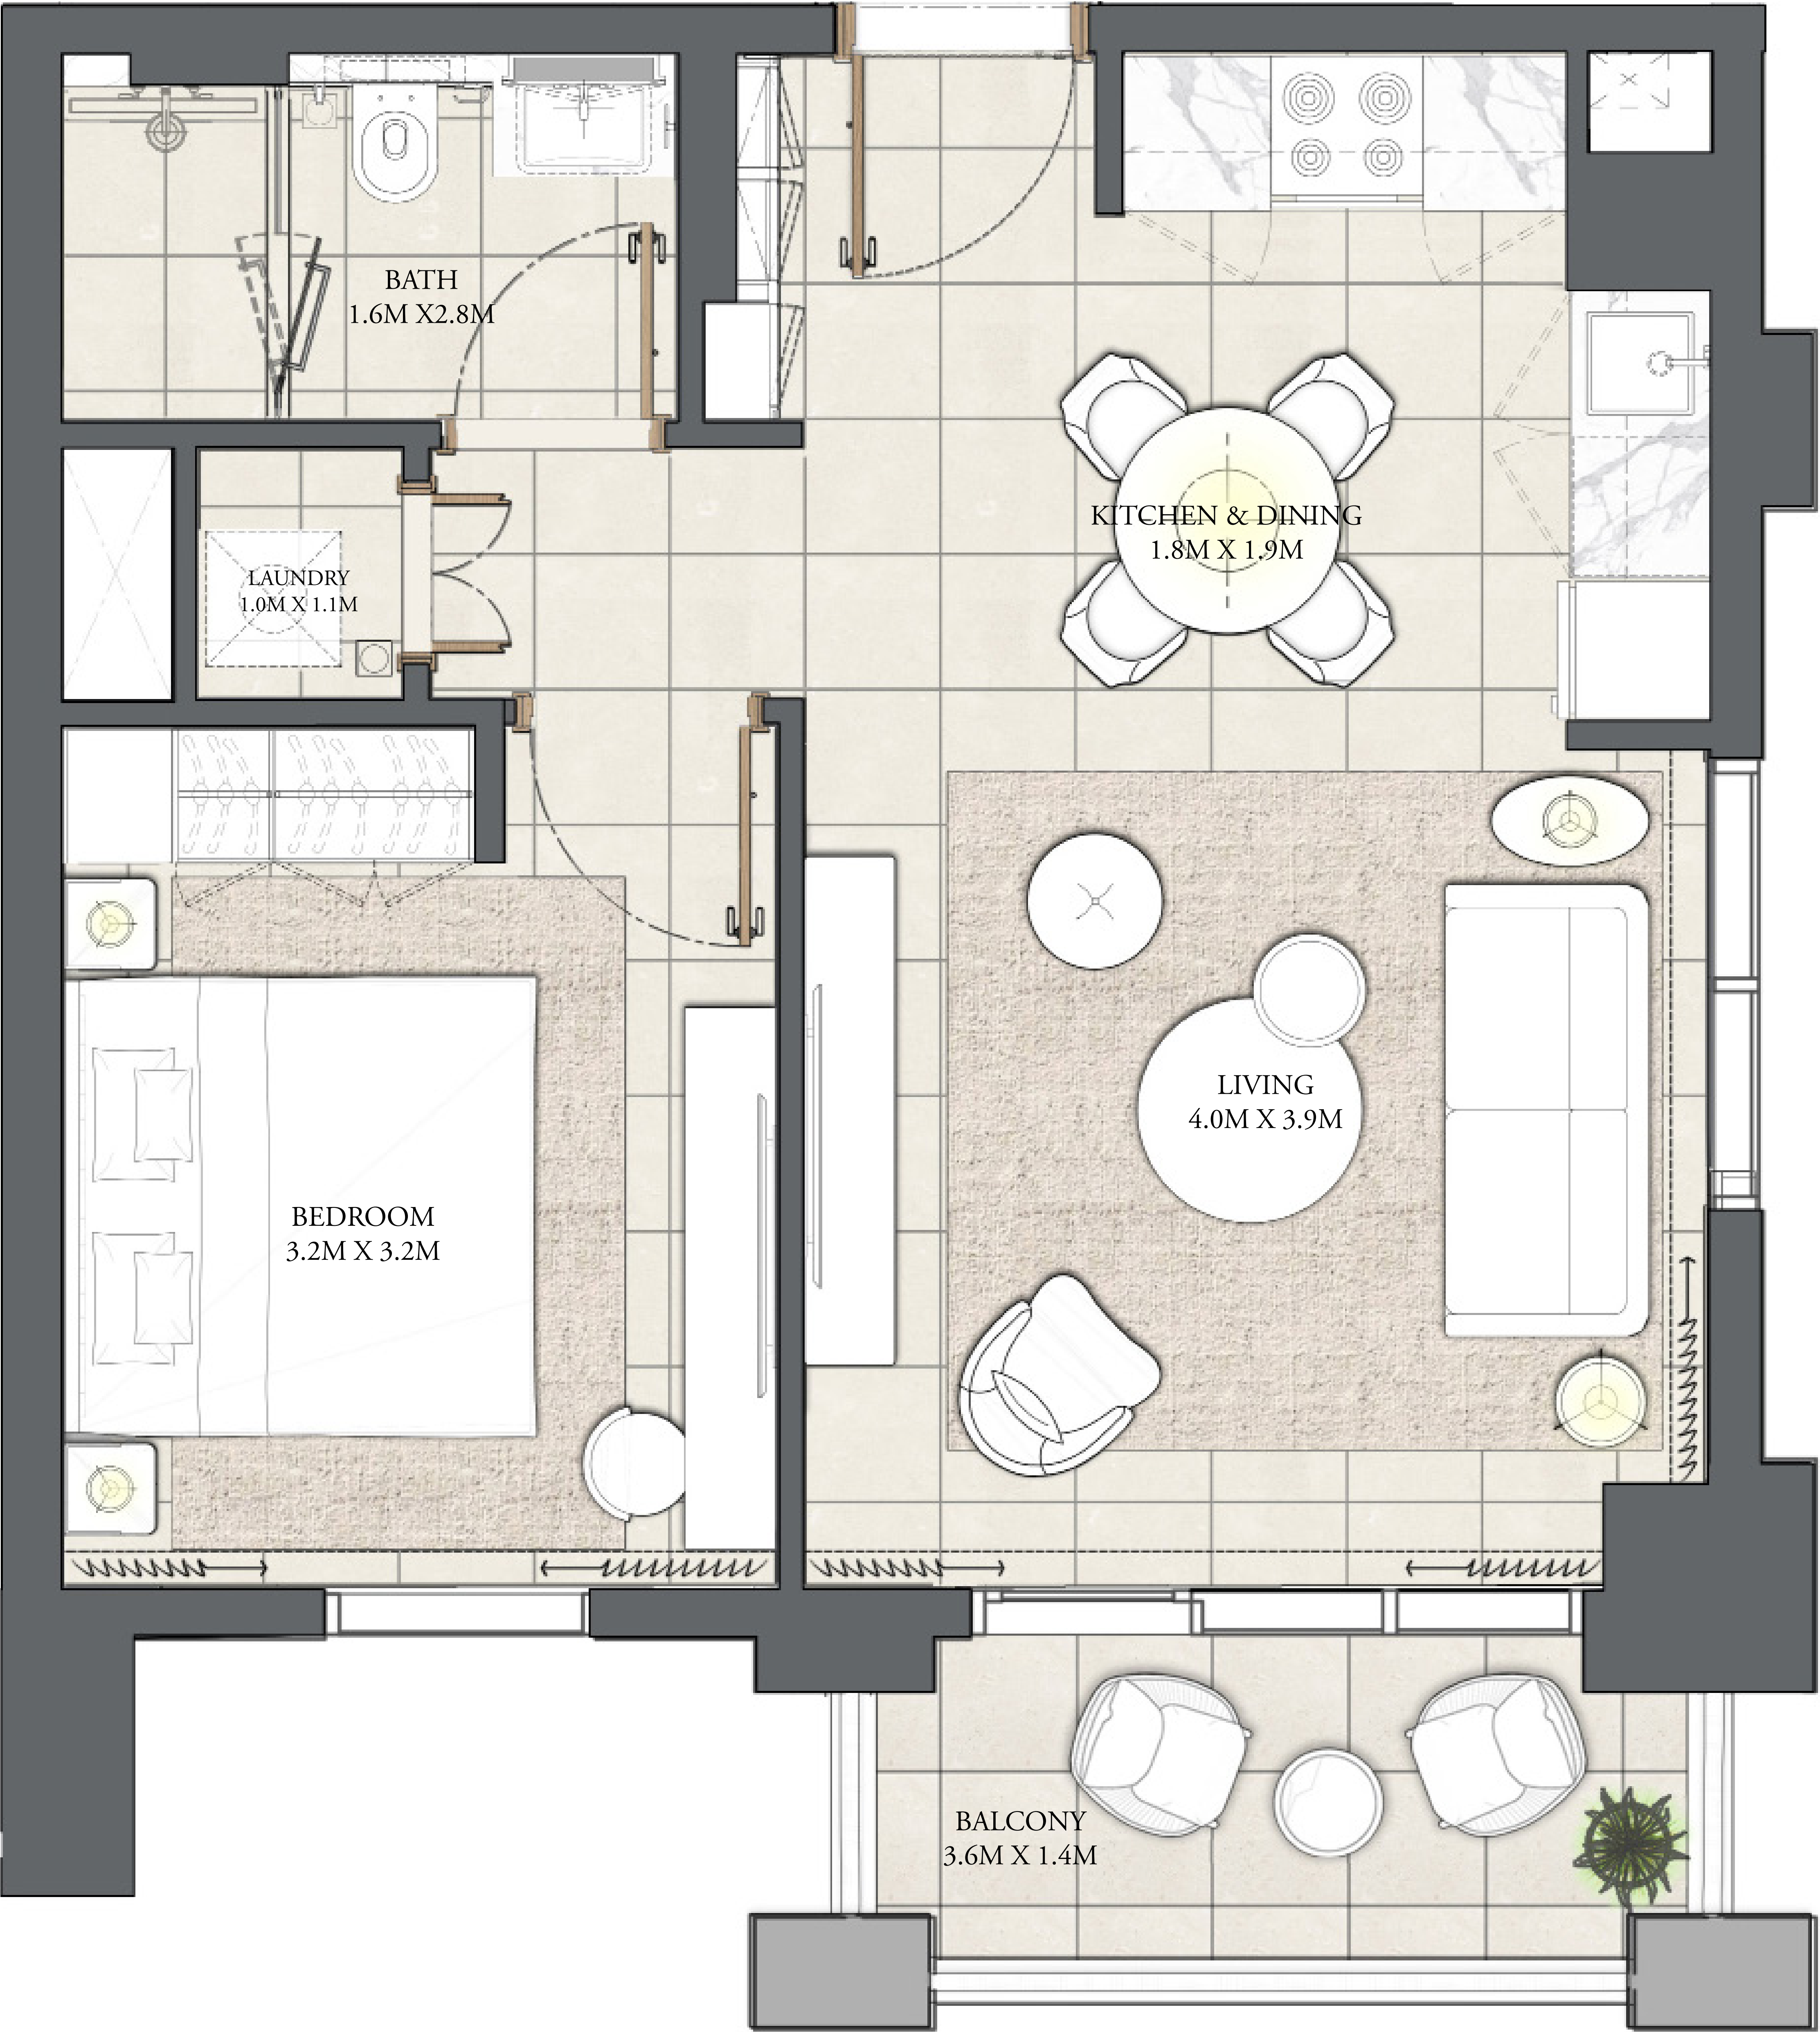 BATH
1.6M X2.8M
KITCHEN & DINING
1.8M X 1.9M
LAUNDRY
1.0M X 1.1M
LIVING
4.0M X 3.9M
BEDROOM
3.2M X 3.2M
BALCONY
3.6M X 1.4M